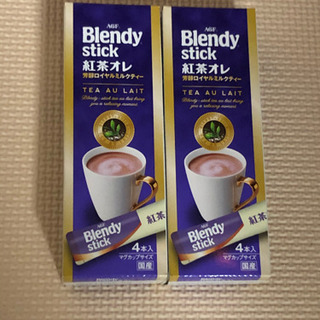 AGF
Blendy
stick
紅茶オレ
芳醇ロイヤルミルクティー
TEA AU LAIT
Blendy
stick
紅茶
4本入
マグカップサイズ
国産
AGF
Blendy
stick
紅茶オレ
芳醇ロイヤルミルクティー
TEA AU LAIT
Blendy
stick
紅茶
4本入
マグカップサイズ
国産